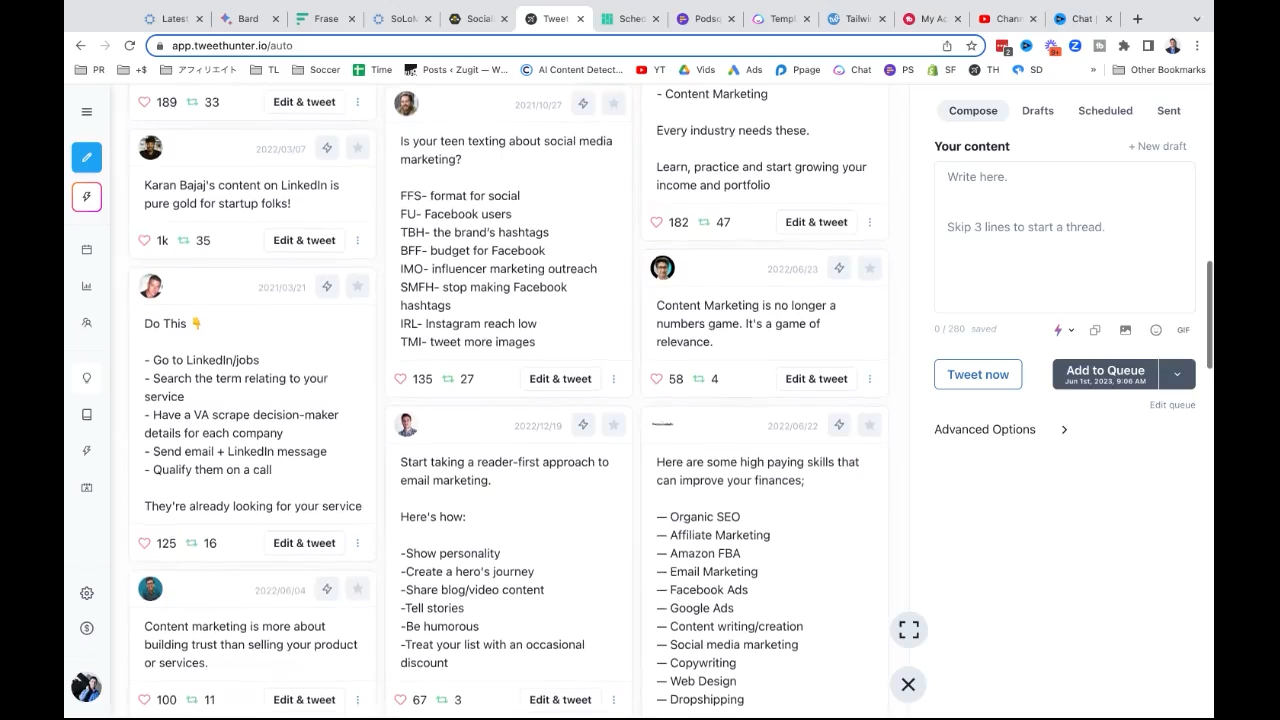 Latest
Bard
Frase
SoLoM
Social
Tweet
Sched
Podsq
Templ
Tailwi
My Ac
Chann
Chat |
app.tweethunter.io/auto
PR
+$
アフィリエイト
TL
Soccer
Time
Posts ‹ Zugit — W...
AI Content Detect...
YT
Vids
Ads
Ppage
Chat
PS
SF
TH
SD
»
Other Bookmarks
189
33
Edit & tweet
2022/03/07
Karan Bajaj's content on LinkedIn is
pure gold for startup folks!
1k
35
Edit & tweet
2021/03/21
Do This 👇
- Go to LinkedIn/jobs
- Search the term relating to your
service
- Have a VA scrape decision-maker
details for each company
- Send email + LinkedIn message
- Qualify them on a call
They're already looking for your service
125
16
Edit & tweet
2022/06/04
Content marketing is more about
building trust than selling your product
or services.
100
11
Edit & tweet
2021/10/27
Is your teen texting about social media
marketing?
FFS- format for social
FU- Facebook users
TBH- the brand's hashtags
BFF- budget for Facebook
IMO- influencer marketing outreach
SMFH- stop making Facebook
hashtags
IRL- Instagram reach low
TMI- tweet more images
135
27
Edit & tweet
2022/12/19
Start taking a reader-first approach to
email marketing.
Here's how:
-Show personality
-Create a hero's journey
-Share blog/video content
-Tell stories
-Be humorous
-Treat your list with an occasional
discount
67
3
Edit & tweet
- Content Marketing
Every industry needs these.
Learn, practice and start growing your
income and portfolio
182
47
Edit & tweet
2022/06/23
Content Marketing is no longer a
numbers game. It's a game of
relevance.
58
4
Edit & tweet
2022/06/22
Here are some high paying skills that
can improve your finances;
— Organic SEO
— Affiliate Marketing
— Amazon FBA
— Email Marketing
— Facebook Ads
— Google Ads
— Content writing/creation
— Social media marketing
— Copywriting
— Web Design
— Dropshipping
Compose
Drafts
Scheduled
Sent
Your content
+ New draft
Write here.
Skip 3 lines to start a thread.
0 / 280 saved
GIF
Tweet now
Add to Queue
Jun 1st, 2023, 9:06 AM
Edit queue
Advanced Options